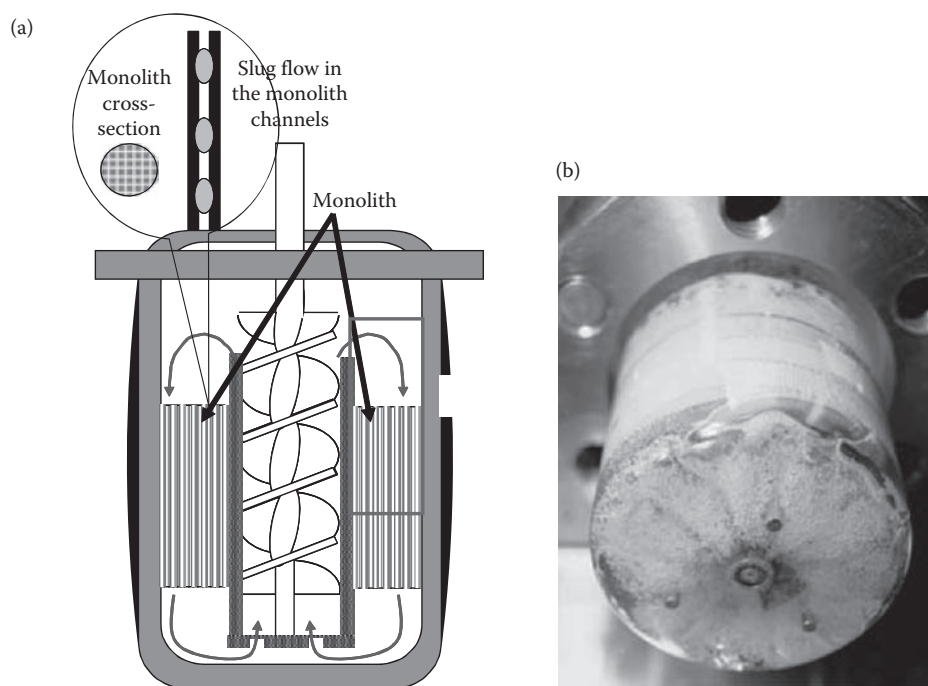 (a)
Monolith
cross-
section
Slug flow in
the monolith
channels
Monolith
(b)